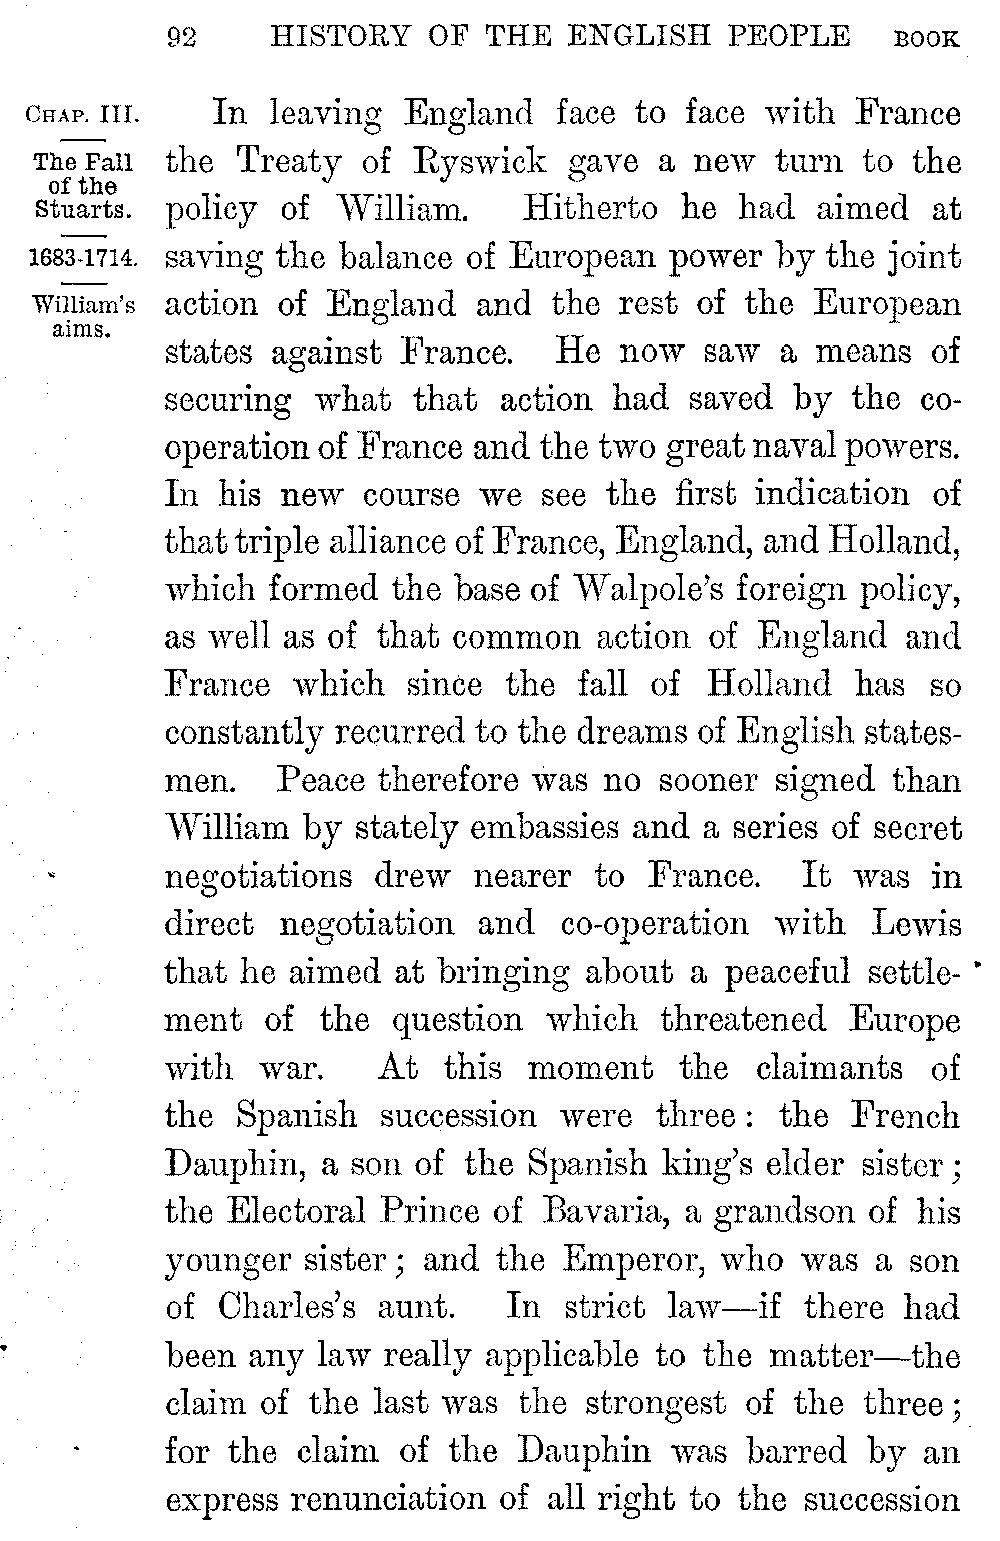 92 HISTORY OF THE ENGLISH PEOPLE BOOK
CHAP. III.
The Fall
of the
Stuarts.
1683-1714.
William's
aims.
In leaving England face to face with France
the Treaty of Ryswick gave a new turn to the
policy of William. Hitherto he had aimed at
saving the balance of European power by the joint
action of England and the rest of the European
states against France. He now saw a means of
securing what that action had saved by the co-
operation of France and the two great naval powers.
In his new course we see the first indication of
that triple alliance of France, England, and Holland,
which formed the base of Walpole's foreign policy,
as well as of that common action of England and
France which since the fall of Holland has so
constantly recurred to the dreams of English states-
men. Peace therefore was no sooner signed than
William by stately embassies and a series of secret
negotiations drew nearer to France. It was in
direct negotiation and co-operation with Lewis
that he aimed at bringing about a peaceful settle-
ment of the question which threatened Europe
with war. At this moment the claimants of
the Spanish succession were three : the French
Dauphin, a son of the Spanish king's elder sister ;
the Electoral Prince of Bavaria, a grandson of his
younger sister ; and the Emperor, who was a son
of Charles's aunt. In strict law—if there had
been any law really applicable to the matter—the
claim of the last was the strongest of the three ;
for the claim of the Dauphin was barred by an
express renunciation of all right to the succession